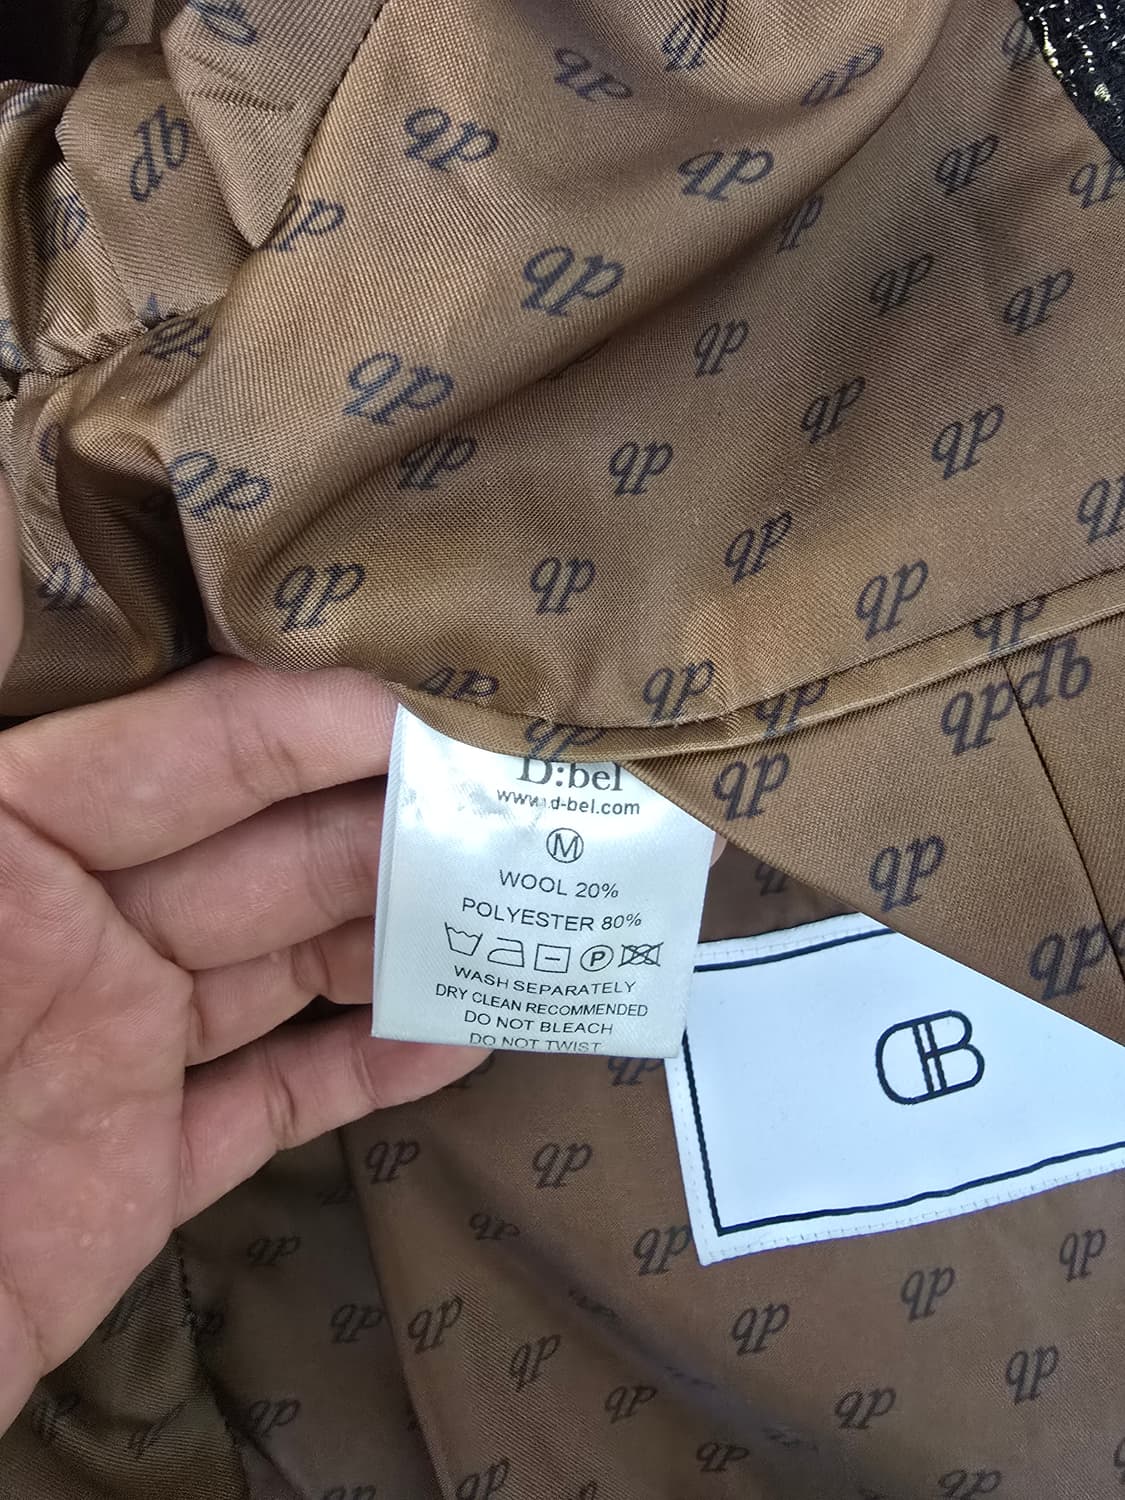 D:bel
www.d-bel.com
M
WOOL 20%
POLYESTER 80%
P
WASH SEPARATELY
DRY CLEAN RECOMMENDED
DO NOT BLEACH
DO NOT TWIST
DB